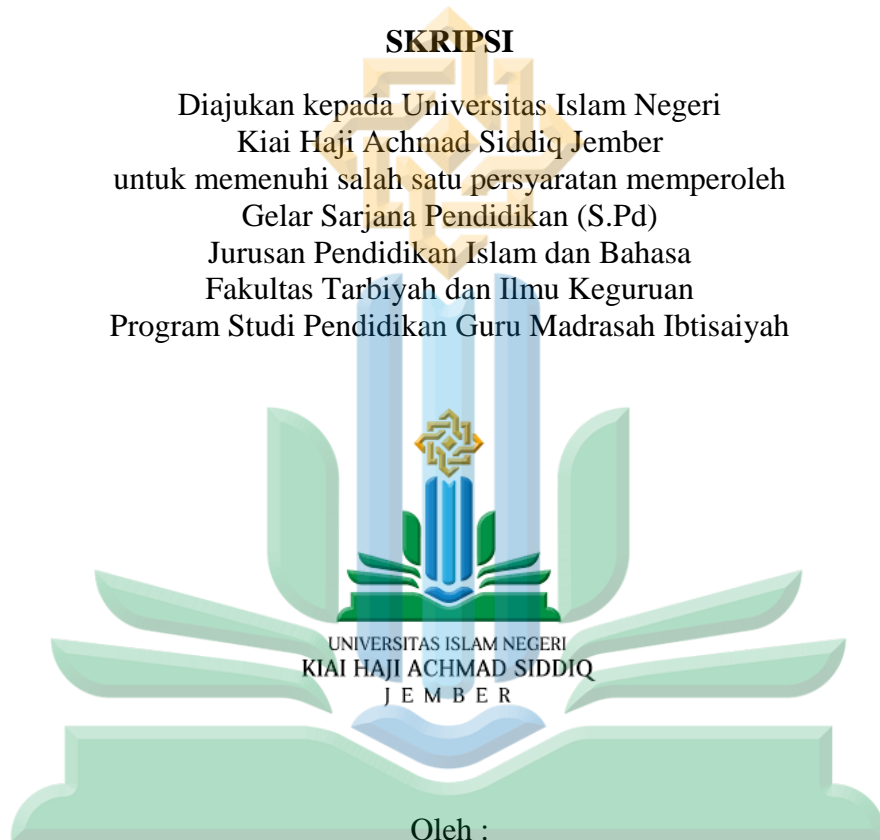 SKRIPSI
Diajukan kepada Universitas Islam Negeri
Kiai Haji Achmad Siddiq Jember
untuk memenuhi salah satu persyaratan memperoleh
Gelar Sarjana Pendidikan (S.Pd)
Jurusan Pendidikan Islam dan Bahasa
Fakultas Tarbiyah dan Ilmu Keguruan
Program Studi Pendidikan Guru Madrasah Ibtisaiyah
UNIVERSITAS ISLAM NEGERI
KIAI HAJI ACHMAD SIDDIQ
JEMBER
Oleh :